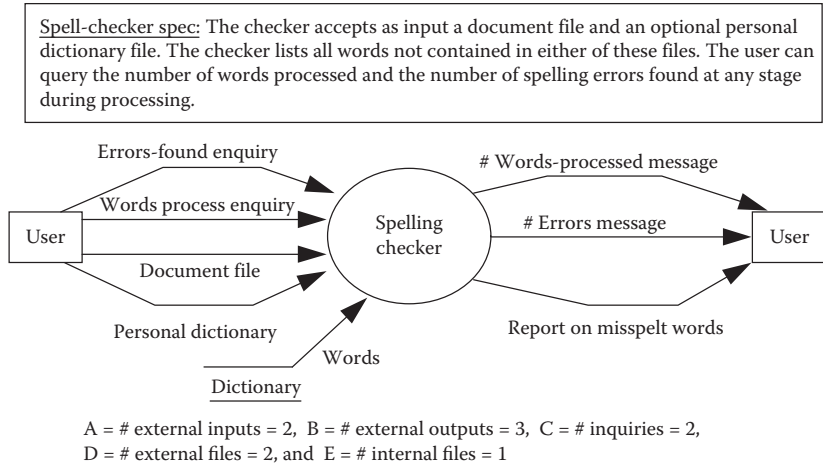 Spell-checker spec: The checker accepts as input a document file and an optional personal
dictionary file. The checker lists all words not contained in either of these files. The user can
query the number of words processed and the number of spelling errors found at any stage
during processing.
Errors-found enquiry
# Words-processed message
Words process enquiry
User
Spelling
checker
# Errors message
User
Document file
Personal dictionary
Report on misspelt words
Words
Dictionary
A = # external inputs = 2, B = # external outputs = 3, C = # inquiries = 2,
D = # external files = 2, and E = # internal files = 1